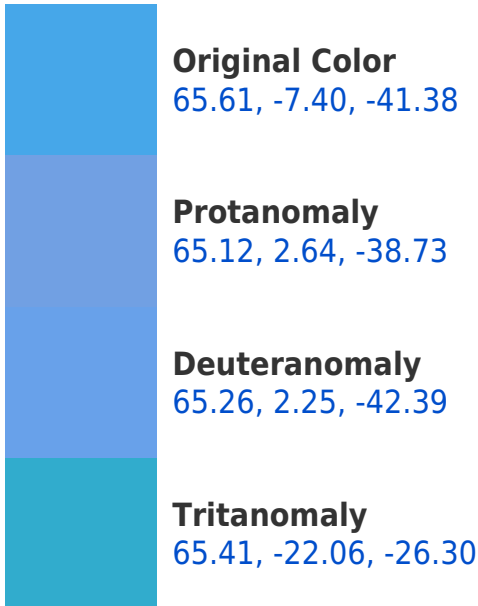 Original Color
65.61, -7.40, -41.38
Protanomaly
65.12, 2.64, -38.73
Deuteranomaly
65.26, 2.25, -42.39
Tritanomaly
65.41, -22.06, -26.30